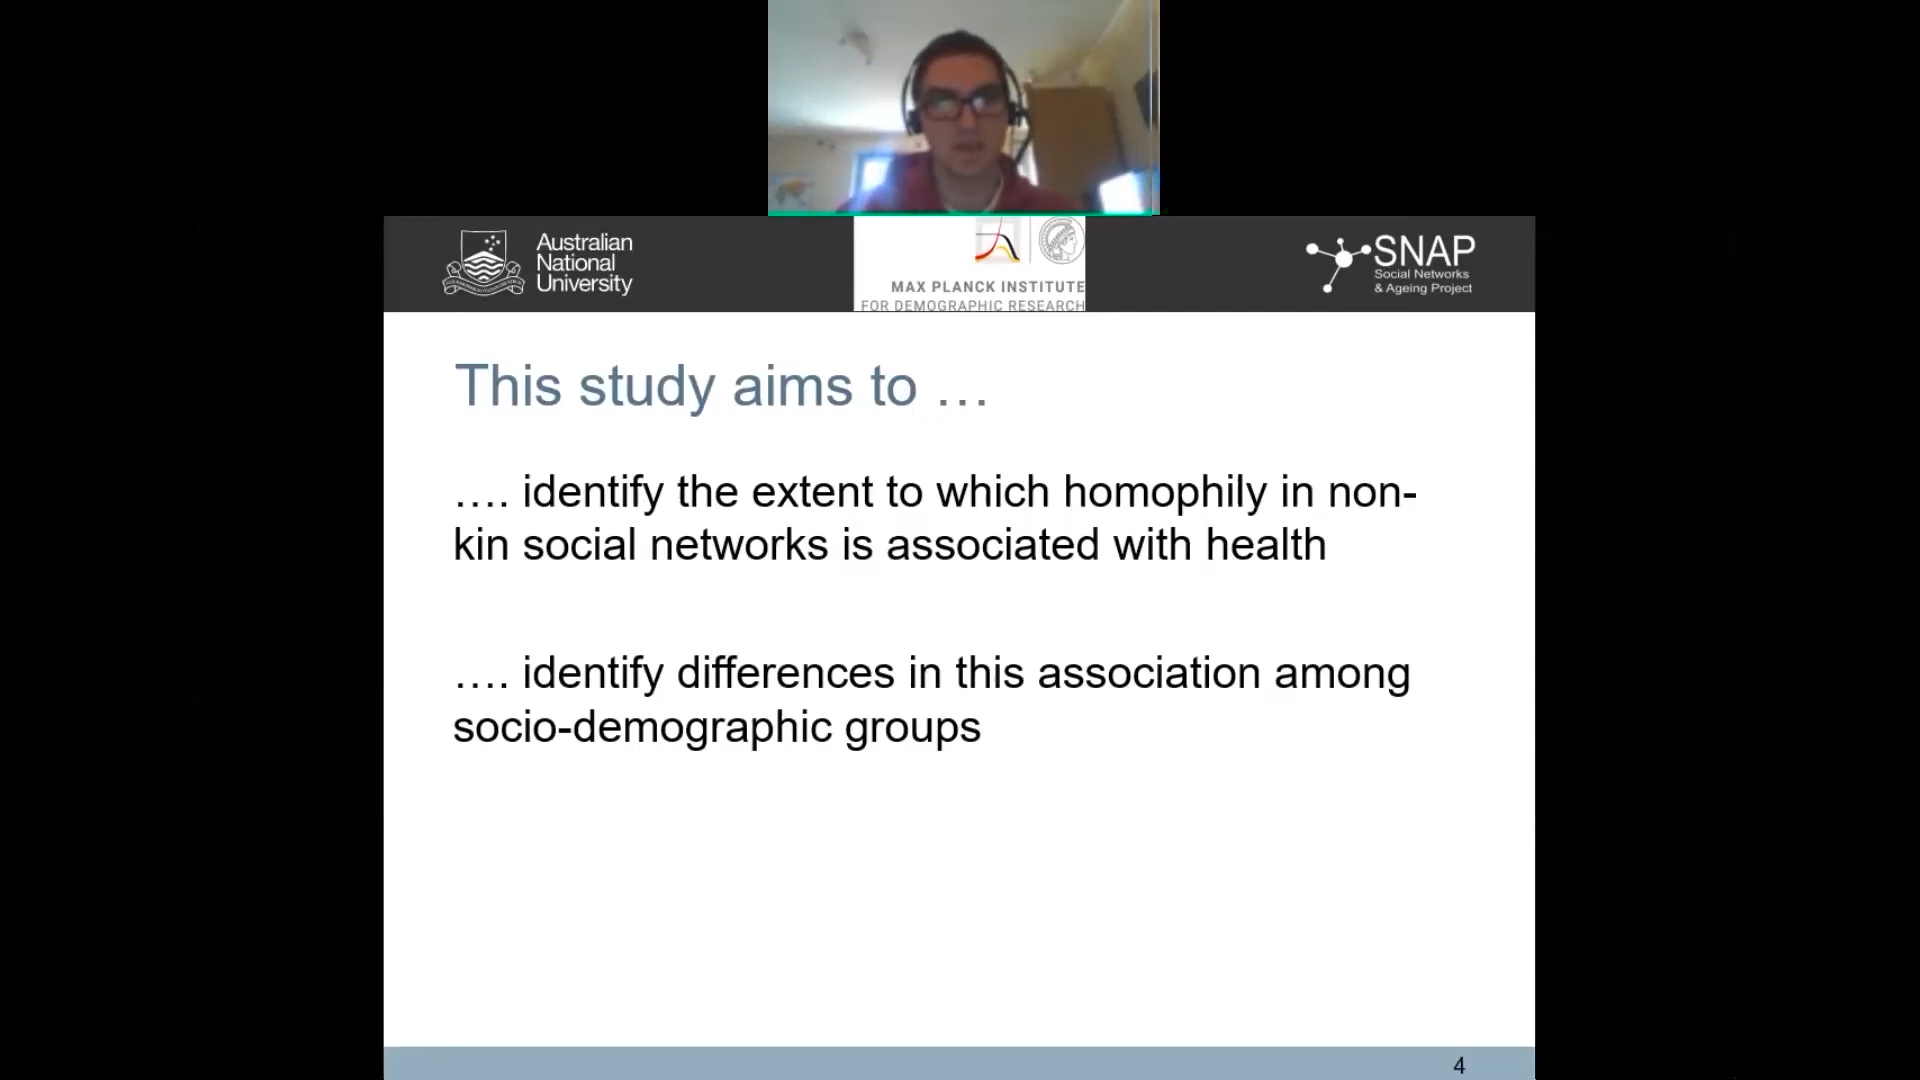 Australian
National
University
MAX PLANCK INSTITUTE
FOR DEMOGRAPHIC RESEARCH
SNAP
Social Networks
& Ageing Project
This study aims to …
…. identify the extent to which homophily in non-
kin social networks is associated with health
…. identify differences in this association among
socio-demographic groups
4